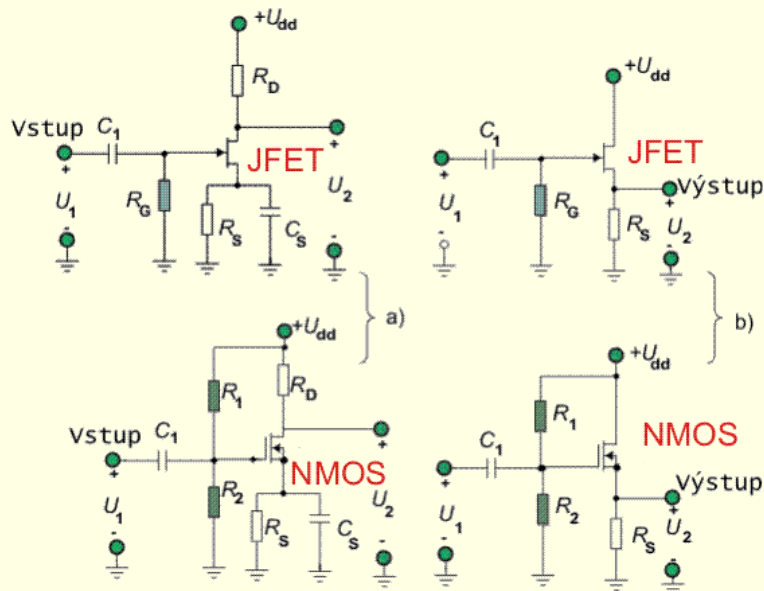 +Udd
RD
Vstup
C1
JFET
+
U1
-
RG
RS
CS
+
U2
-
+Udd
C1
JFET
Výstup
+
U1
-
RG
RS
+
U2
-
a)
b)
+Udd
R1
RD
Vstup
C1
NMOS
+
U1
-
R2
RS
CS
+
U2
-
+Udd
R1
NMOS
C1
Výstup
+
U1
-
R2
RS
+
U2
-